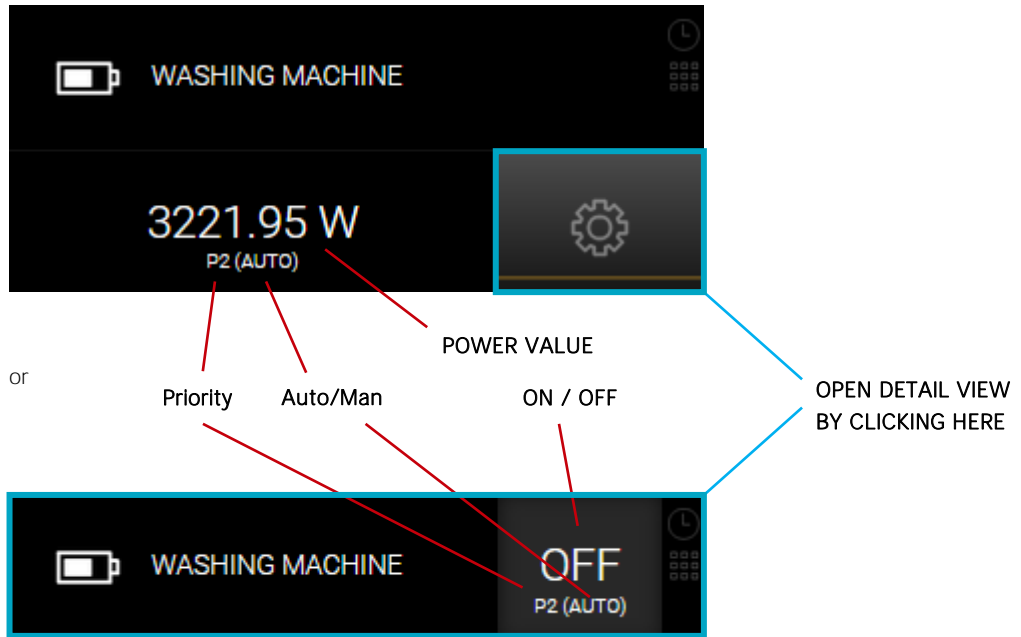 WASHING MACHINE
3221.95 W
P2 (AUTO)
POWER VALUE
or
Priority
Auto/Man
ON / OFF
OPEN DETAIL VIEW
BY CLICKING HERE
WASHING MACHINE
OFF
P2 (AUTO)